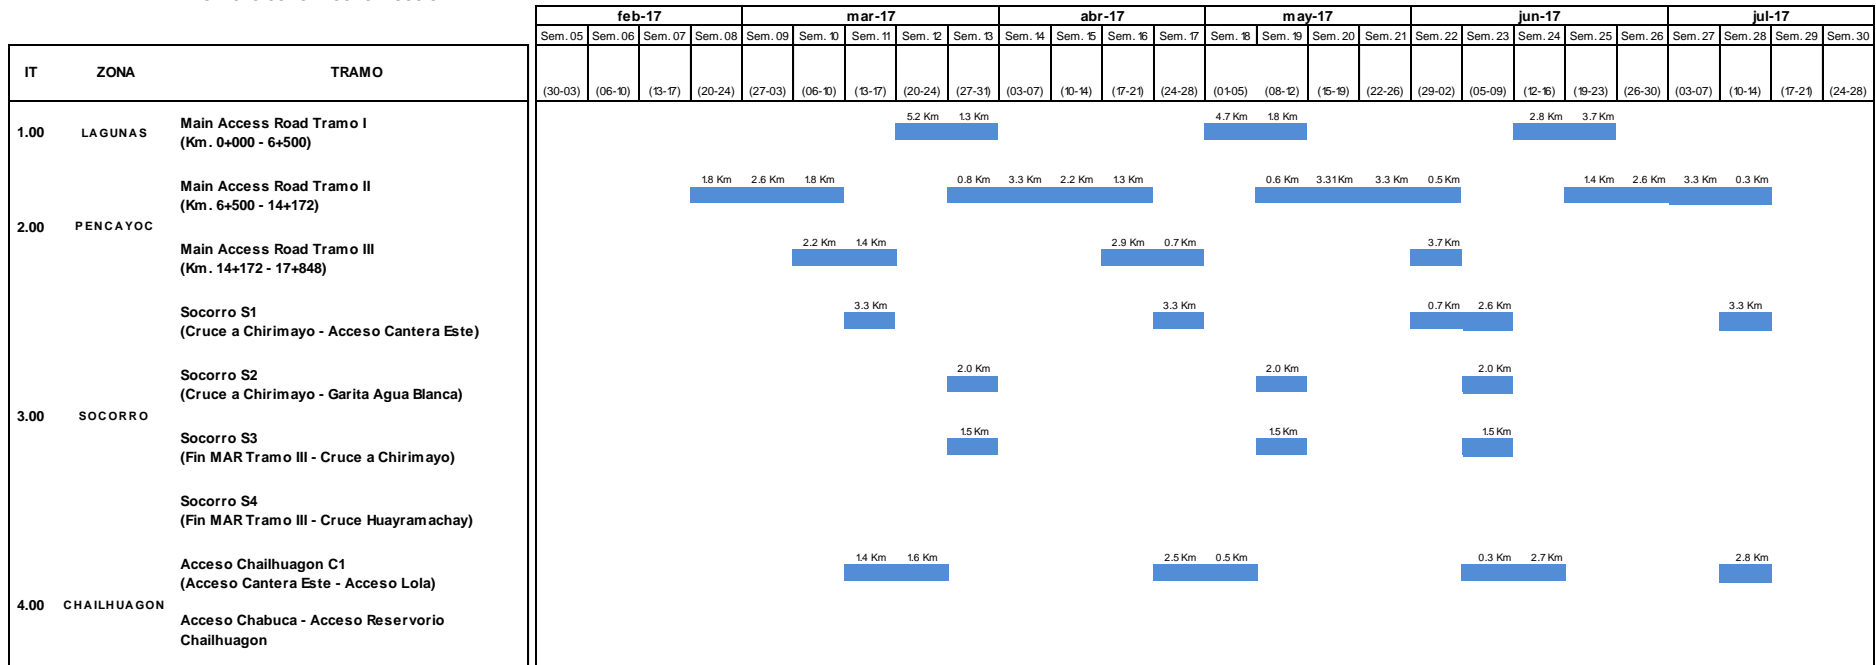 feb-17 mar-17 abr-17 may-17 jun-17 jul-17
Sem. 05 Sem. 06 Sem. 07 Sem. 08 Sem. 09 Sem. 10 Sem. 11 Sem. 12 Sem. 13 Sem. 14 Sem. 15 Sem. 16 Sem. 17 Sem. 18 Sem. 19 Sem. 20 Sem. 21 Sem. 22 Sem. 23 Sem. 24 Sem. 25 Sem. 26 Sem. 27 Sem. 28 Sem. 29 Sem. 30
IT ZONA TRAMO
(30-03) (06-10) (13-17) (20-24) (27-03) (06-10) (13-17) (20-24) (27-31) (03-07) (10-14) (17-21) (24-28) (01-05) (08-12) (15-19) (22-26) (29-02) (05-09) (12-16) (19-23) (26-30) (03-07) (10-14) (17-21) (24-28)
5.2 Km 1.3 Km 4.7 Km 1.8 Km 2.8 Km 3.7 Km
1.00 LAGUNAS Main Access Road Tramo I
(Km. 0+000 - 6+500)
1.8 Km 2.6 Km 1.8 Km 0.8 Km 3.3 Km 2.2 Km 1.3 Km 0.6 Km 3.31 Km 3.3 Km 0.5 Km 1.4 Km 2.6 Km 3.3 Km 0.3 Km
Main Access Road Tramo II
(Km. 6+500 - 14+172)
2.00 PENCAYOC
2.2 Km 1.4 Km 2.9 Km 0.7 Km 3.7 Km
Main Access Road Tramo III
(Km. 14+172 - 17+848)
3.3 Km 3.3 Km 0.7 Km 2.6 Km 3.3 Km
Socorro S1
(Cruce a Chirimayo - Acceso Cantera Este)
2.0 Km 2.0 Km 2.0 Km
Socorro S2
(Cruce a Chirimayo - Garita Agua Blanca)
3.00 SOCORRO
1.5 Km 1.5 Km 1.5 Km
Socorro S3
(Fin MAR Tramo III - Cruce a Chirimayo)
Socorro S4
(Fin MAR Tramo III - Cruce Huayramachay)
1.4 Km 1.6 Km 2.5 Km 0.5 Km 0.3 Km 2.7 Km 2.8 Km
Acceso Chailhuagon C1
(Acceso Cantera Este - Acceso Lola)
4.00 CHAILHUAGON
Acceso Chabuca - Acceso Reservorio
Chailhuagon